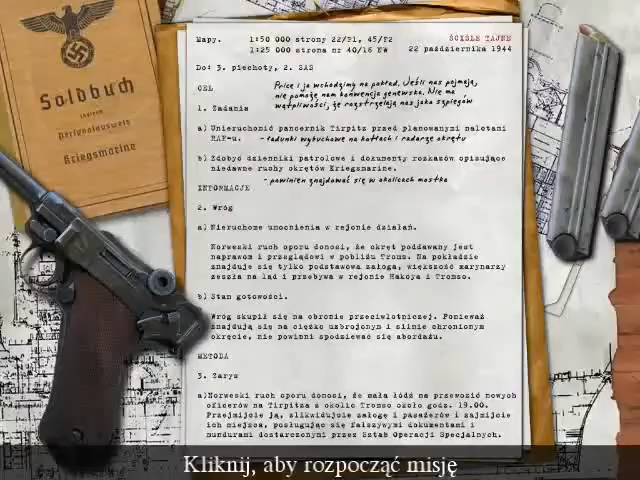 Soldbuch
zugleich
Personalausweis
Kriegsmarine
Mapy. 1:50 000 strony 22/P1, 45/P2 ŚCIŚLE TAJNE
1:25 000 strona nr 40/16 NW 22 października 1944
Do: 3. piechoty, 2. SAS
CEL
Price i ja wchodzimy na pokład. Jeśli nas pojmają,
nie pomoże nam konwencja genewska. Nie ma
wątpliwości, że rozstrzelają nas jako szpiegów
1. Zadania
a) Unieruchomić pancernik Tirpitz przed planowanymi nalotami
RAF-u. - ładunki wybuchowe na kotłach i radarze okrętu
b) Zdobyć dzienniki patrolowe i dokumenty rozkazów opisujące
niedawne ruchy okrętów Kriegsmarine.
- powinien znajdować się w okolicach mostka
INFORMACJE
2. Wróg
a) Nieruchome umocnienia w rejonie działań.
Norweski ruch oporu donosi, że okręt poddawany jest
naprawom i przeglądowi w pobliżu Troms. Na pokładzie
znajduje się tylko podstawowa załoga, większość marynarzy
zeszła na ląd i przebywa w rejonie Hakoya i Tromso.
b) Stan gotowości.
Wróg skupił się na obronie przeciwlotniczej. Ponieważ
znajdują się na ciężko uzbrojonym i silnie chronionym
okręcie, nie powinni spodziewać się abordażu.
METODA
3. Zarys
a) Norweski ruch oporu donosi, że mała łódź na przewozić nowych
oficerów na Tirpitza z okolic Tromso około godz. 19.00.
Przejmijcie ją, zlikwidujcie załogę i pasażerów i zajmijcie
ich miejsca, posługując się fałszywymi dokumentami i
mundurami dostarczonymi przez Sztab Operacji Specjalnych.
Kliknij, aby rozpocząć misję